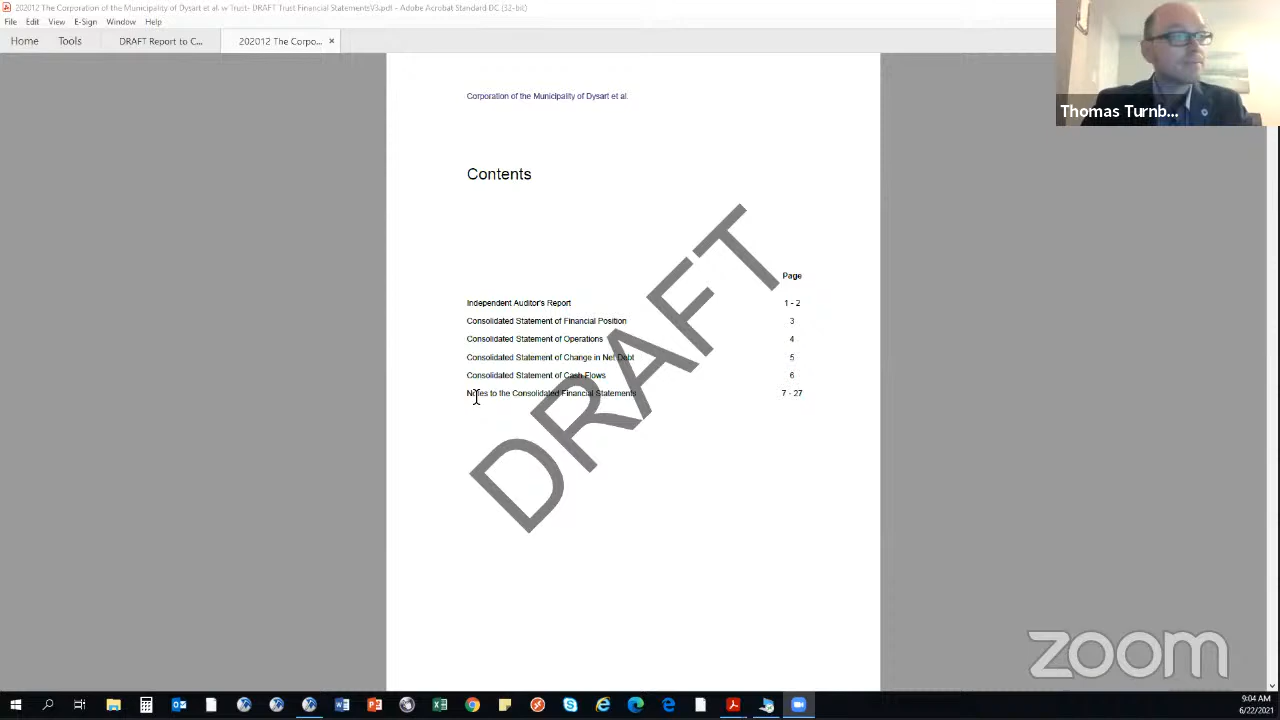 202012 The Corporation of the Municipality of Dysart et al. w Trust- DRAFT Trust Financial StatementsV3.pdf - Adobe Acrobat Standard DC (32-bit)
File Edit View E-Sign Window Help
Home Tools DRAFT Report to C... 202012 The Corpo... ×
Thomas Turnb...
Corporation of the Municipality of Dysart et al.
Contents
Page
Independent Auditor's Report 1 - 2
Consolidated Statement of Financial Position 3
Consolidated Statement of Operations 4
Consolidated Statement of Change in Net Debt 5
Consolidated Statement of Cash Flows 6
Notes to the Consolidated Financial Statements 7 - 27
DRAFT
zoom
9:04 AM
6/22/2021